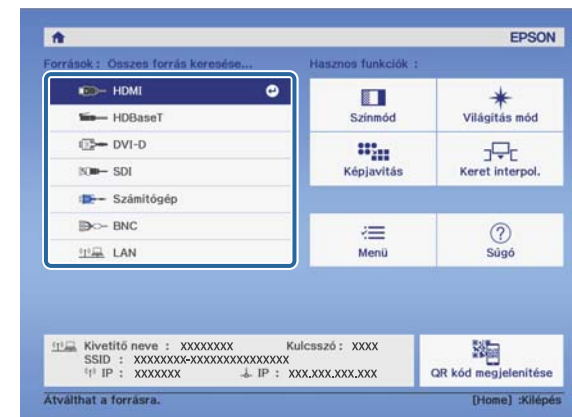 EPSON
Források : Összes forrás keresése...
Hasznos funkciók :
HDMI
HDBaseT
DVI-D
SDI
Számítógép
BNC
LAN
Színmód
Világítás mód
Képjavítás
Keret interpol.
Menü
Súgó
Kivetítő neve : XXXXXXXX Kulcsszó : XXXX
SSID : XXXXXXXX-XXXXXXXXXXXXXXX
IP : XXXXXXX IP : XXX.XXX.XXX.XXX
QR kód megjelenítése
Átválthat a forrásra. [Home] :Kilépés